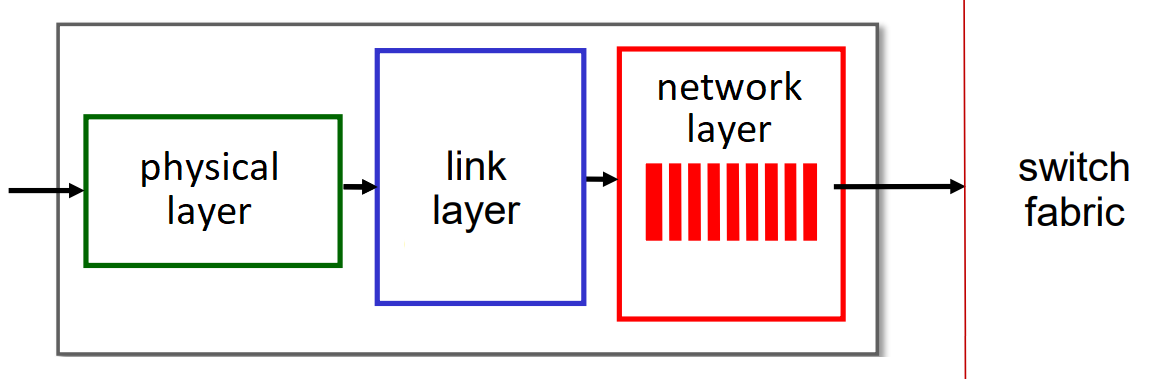 physical
layer
link
layer
network
layer
switch
fabric